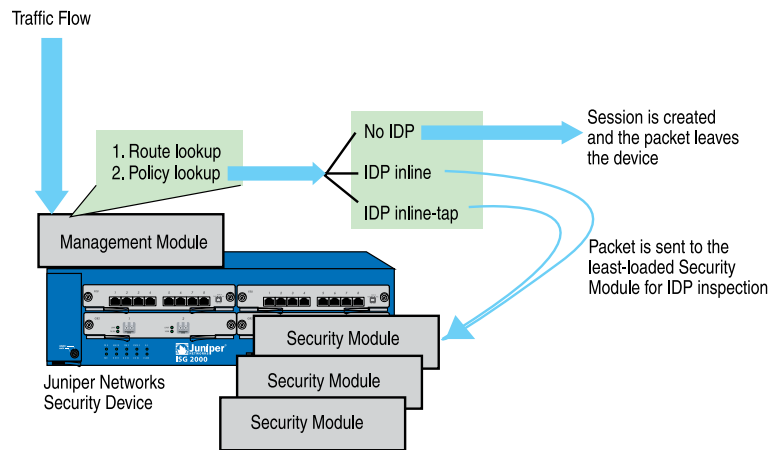 Traffic Flow
1. Route lookup
2. Policy lookup
No IDP
IDP inline
IDP inline-tap
Session is created
and the packet leaves
the device
Management Module
Packet is sent to the
least-loaded Security
Module for IDP inspection
Juniper
ISG 2000
Security Module
Security Module
Security Module
Juniper Networks
Security Device